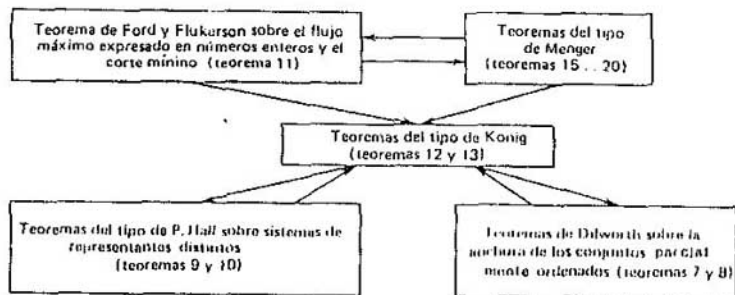 Teorema de Ford y Flukerson sobre el flujo
máximo expresado en números enteros y el
corte mínino (teorema 11)
Teoremas del tipo
de Menger
(teoremas 15 . . 20)
Teoremas del tipo de Konig
(teoremas 12 y 13)
Teoremas del tipo de P. Hall sobre sistemas de
representantos distintos
(teoremas 9 y 10)
Teoremas de Dilworth sobre la
anchura de los conjuntos parcial
mente ordenados (teoremas 7 y 8)